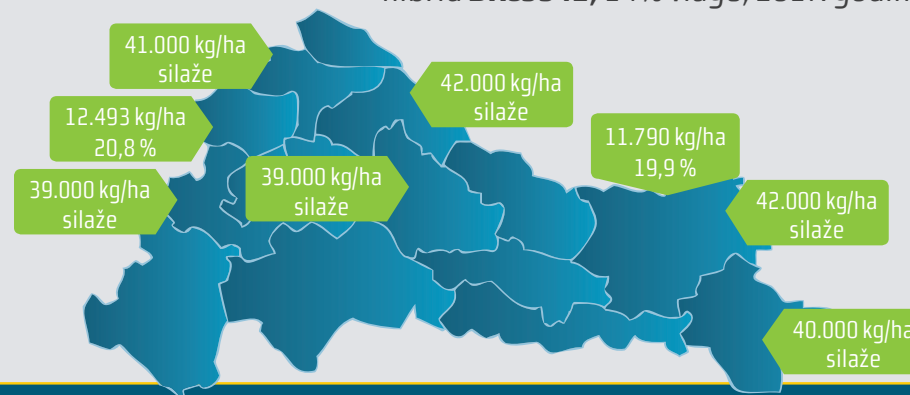 41.000 kg/ha
silaže
42.000 kg/ha
silaže
12.493 kg/ha
20,8 %
11.790 kg/ha
19,9 %
39.000 kg/ha
silaže
39.000 kg/ha
silaže
42.000 kg/ha
silaže
40.000 kg/ha
silaže